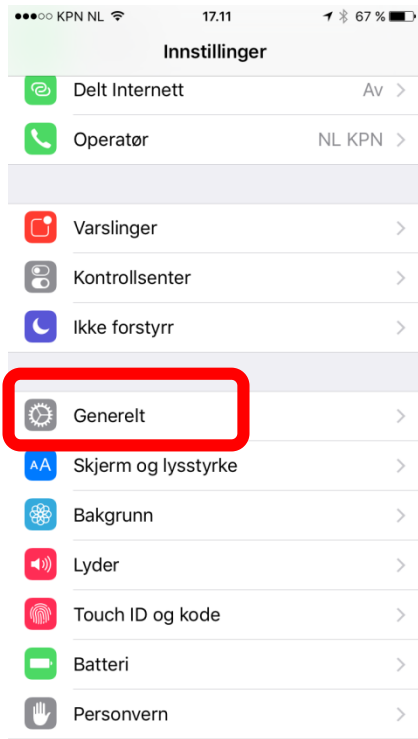 KPN NL 17.11 67 %
Innstillinger
Delt Internett Av
Operatør NL KPN
Varslinger
Kontrollsenter
Ikke forstyrr
Generelt
AA Skjerm og lysstyrke
Bakgrunn
Lyder
Touch ID og kode
Batteri
Personvern